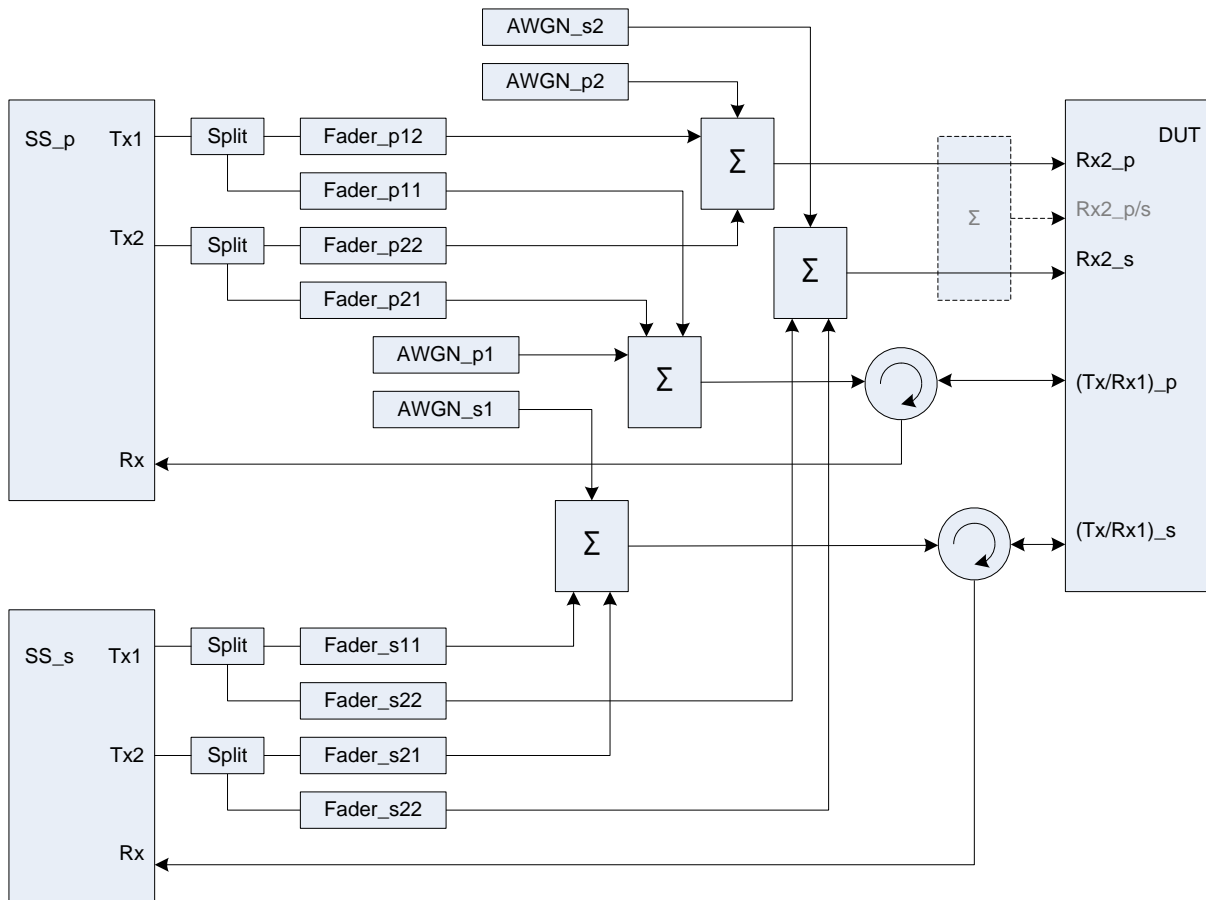 AWGN_s2
AWGN_p2
SS_p
Tx1
Split
Fader_p12
Fader_p11
Tx2
Split
Fader_p22
Fader_p21
AWGN_p1
AWGN_s1
Rx
Σ
Σ
Σ
Σ
Σ
DUT
Rx2_p
Rx2_p/s
Rx2_s
(Tx/Rx1)_p
(Tx/Rx1)_s
SS_s
Tx1
Split
Fader_s11
Fader_s22
Tx2
Split
Fader_s21
Fader_s22
Rx